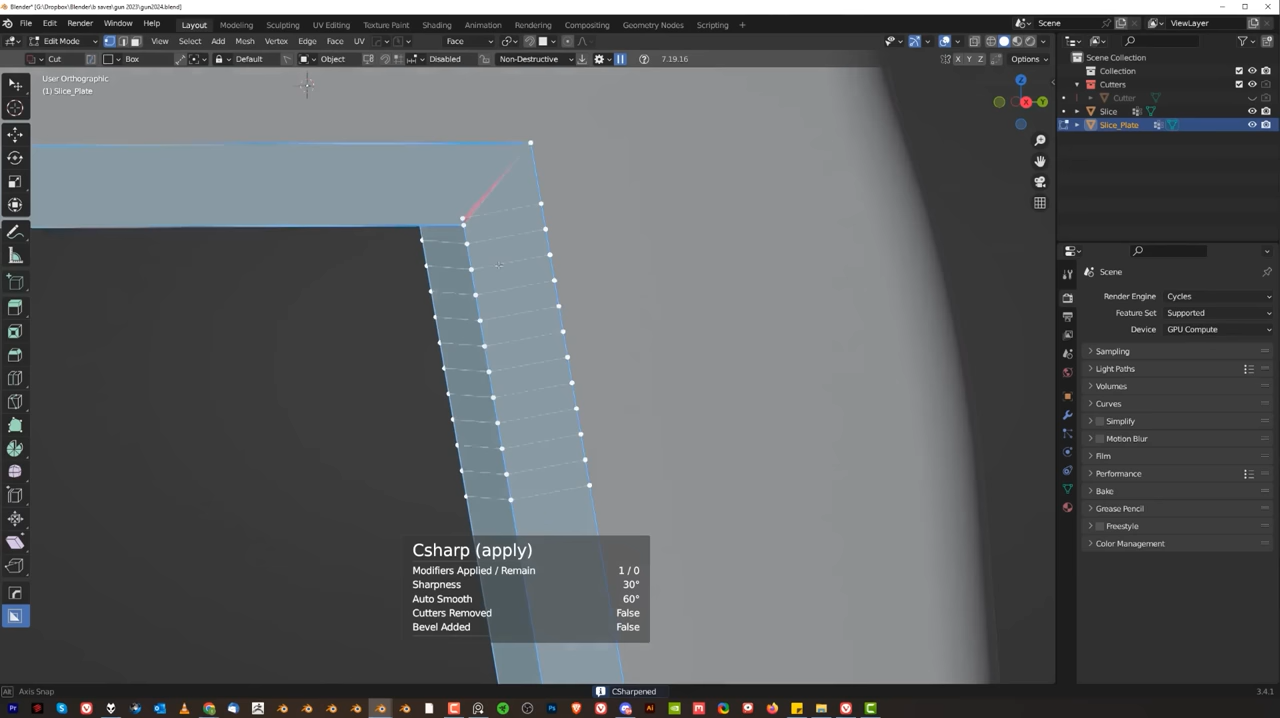 Blender* [G:\Dropbox\Blender\b saves\gun 2023\gun2024.blend]
File Edit Render Window Help Layout Modeling Sculpting UV Editing Texture Paint Shading Animation Rendering Compositing Geometry Nodes Scripting + Scene ViewLayer
Edit Mode View Select Add Mesh Vertex Edge Face UV Face
Cut Box Default Object Disabled Non-Destructive 7.19.16 X Y Z Options
User Orthographic
(1) Slice_Plate
Scene Collection
Collection
Cutters
Cutter
Slice
Slice_Plate
Z
X
Y
Scene
Render Engine Cycles
Feature Set Supported
Device GPU Compute
Sampling
Light Paths
Volumes
Curves
Simplify
Motion Blur
Film
Performance
Bake
Grease Pencil
Freestyle
Color Management
Csharp (apply)
Modifiers Applied / Remain 1 / 0
Sharpness 30°
Auto Smooth 60°
Cutters Removed False
Bevel Added False
Alt Axis Snap CSharpened 3.4.1